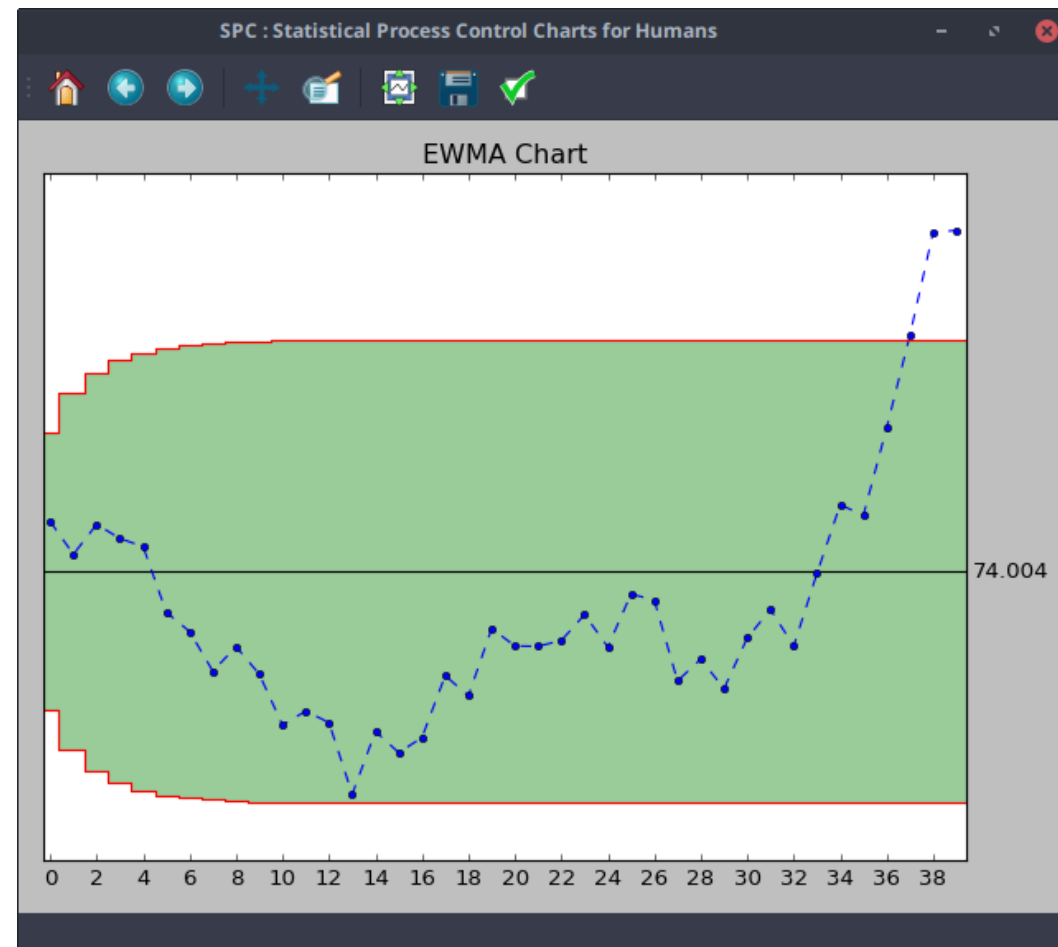 SPC : Statistical Process Control Charts for Humans
EWMA Chart
74.004
0 2 4 6 8 10 12 14 16 18 20 22 24 26 28 30 32 34 36 38